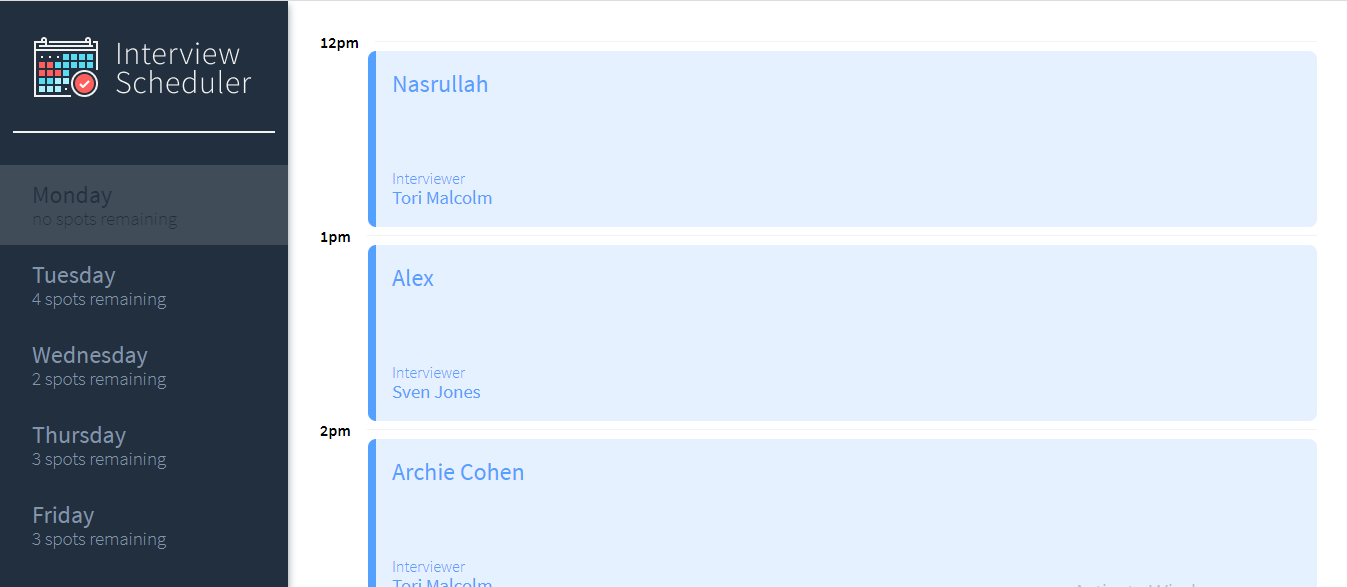 Interview
Scheduler
Monday
no spots remaining
Tuesday
4 spots remaining
Wednesday
2 spots remaining
Thursday
3 spots remaining
Friday
3 spots remaining
12pm
Nasrullah
Interviewer
Tori Malcolm
1pm
Alex
Interviewer
Sven Jones
2pm
Archie Cohen
Interviewer
Tori Malcolm